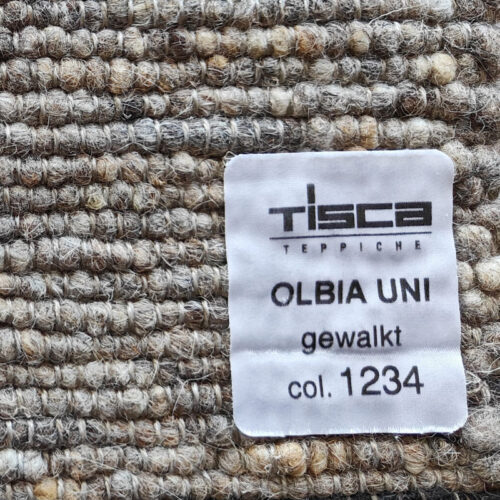 Tisca
TEPPICHE
OLBIA UNI
gewalkt
col. 1234